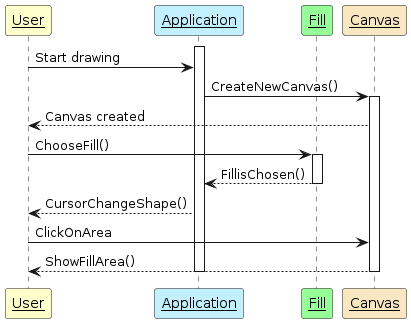 User Application Fill Canvas
Start drawing
CreateNewCanvas()
Canvas created
ChooseFill()
FillisChosen()
CursorChangeShape()
ClickOnArea
ShowFillArea()
User Application Fill Canvas